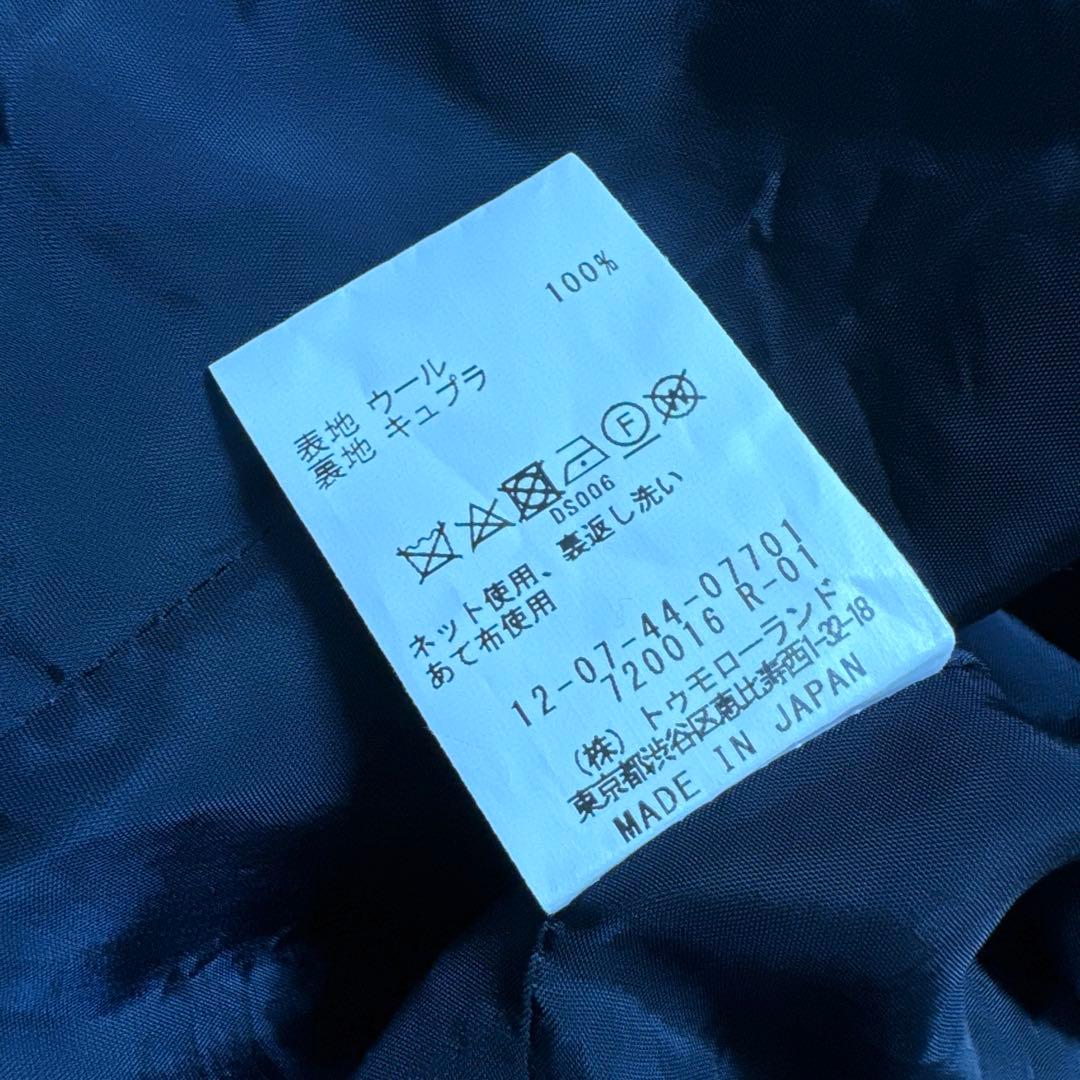 表地 ウール 100%
裏地 キュプラ
DS006
ネット使用、裏返し洗い
あて布使用
12-07-44-07701
720016 R-01
(株) トゥモローランド
東京都渋谷区恵比寿西1-32-18
MADE IN JAPAN